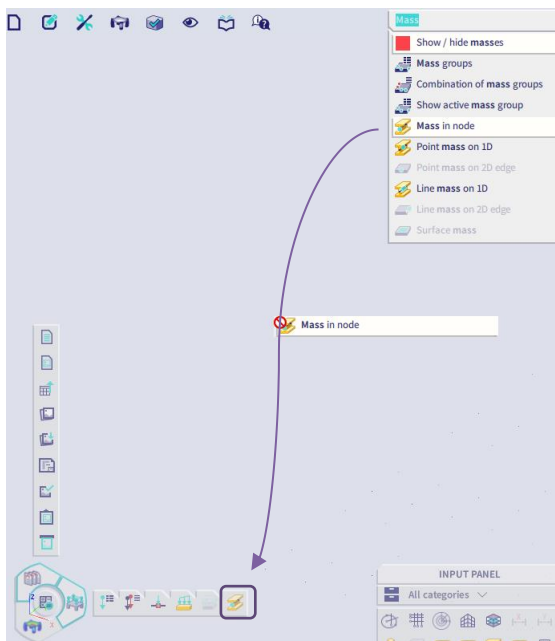 Mass
Show / hide masses
Mass groups
Combination of mass groups
Show active mass group
Mass in node
Point mass on 1D
Point mass on 2D edge
Line mass on 1D
Line mass on 2D edge
Surface mass
Mass in node
INPUT PANEL
All categories